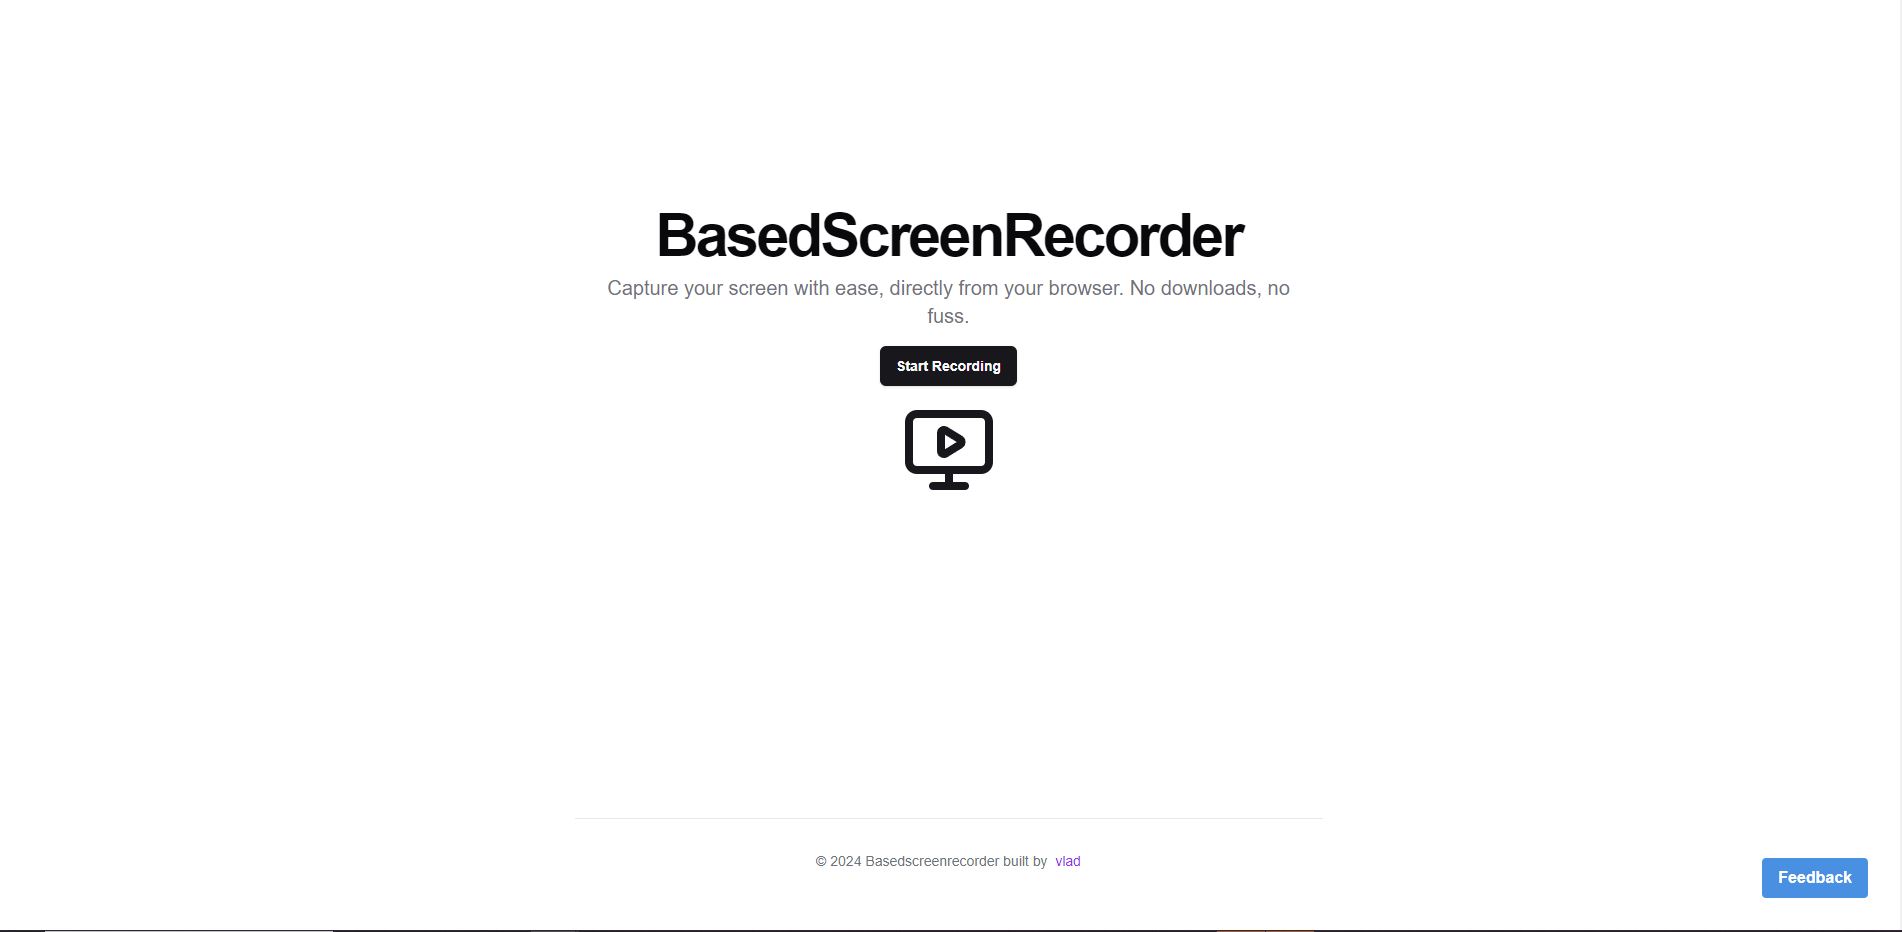 BasedScreenRecorder
Capture your screen with ease, directly from your browser. No downloads, no
fuss.
Start Recording
© 2024 Basedscreenrecorder built by vlad
Feedback